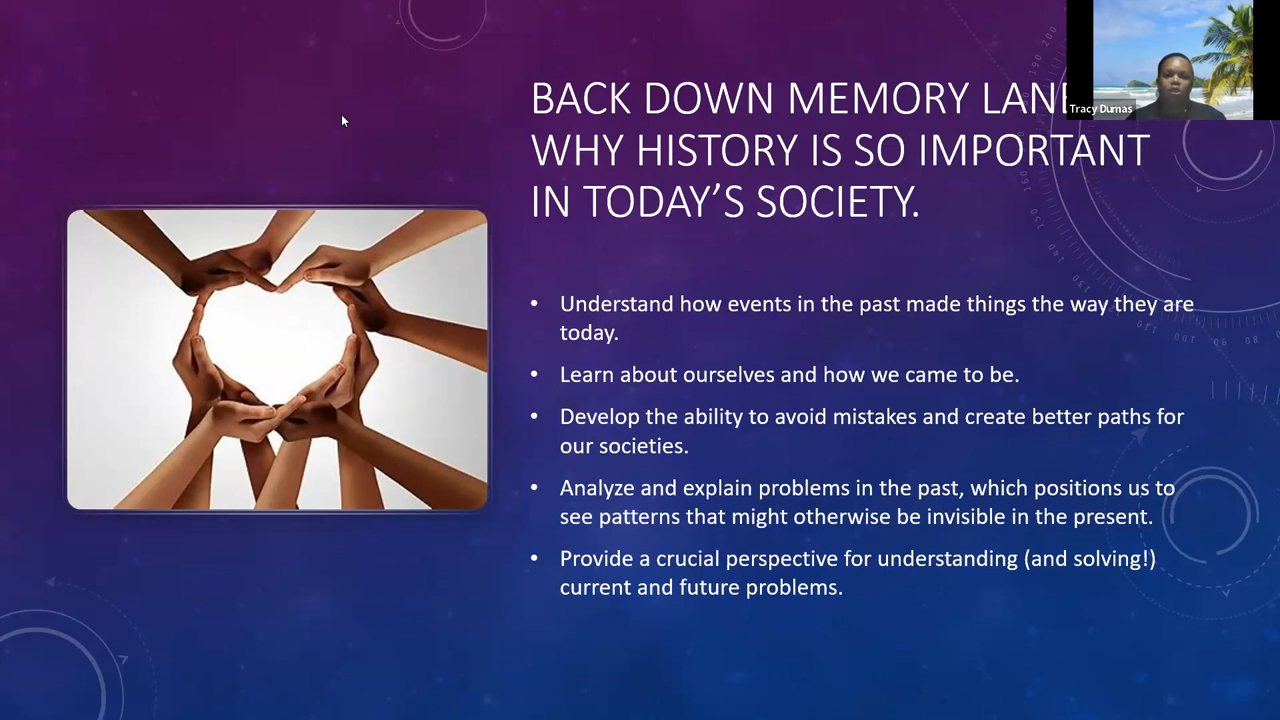 BACK DOWN MEMORY LANE
WHY HISTORY IS SO IMPORTANT
IN TODAY'S SOCIETY.
Tracy Dumas
• Understand how events in the past made things the way they are
today.
• Learn about ourselves and how we came to be.
• Develop the ability to avoid mistakes and create better paths for
our societies.
• Analyze and explain problems in the past, which positions us to
see patterns that might otherwise be invisible in the present.
• Provide a crucial perspective for understanding (and solving!)
current and future problems.